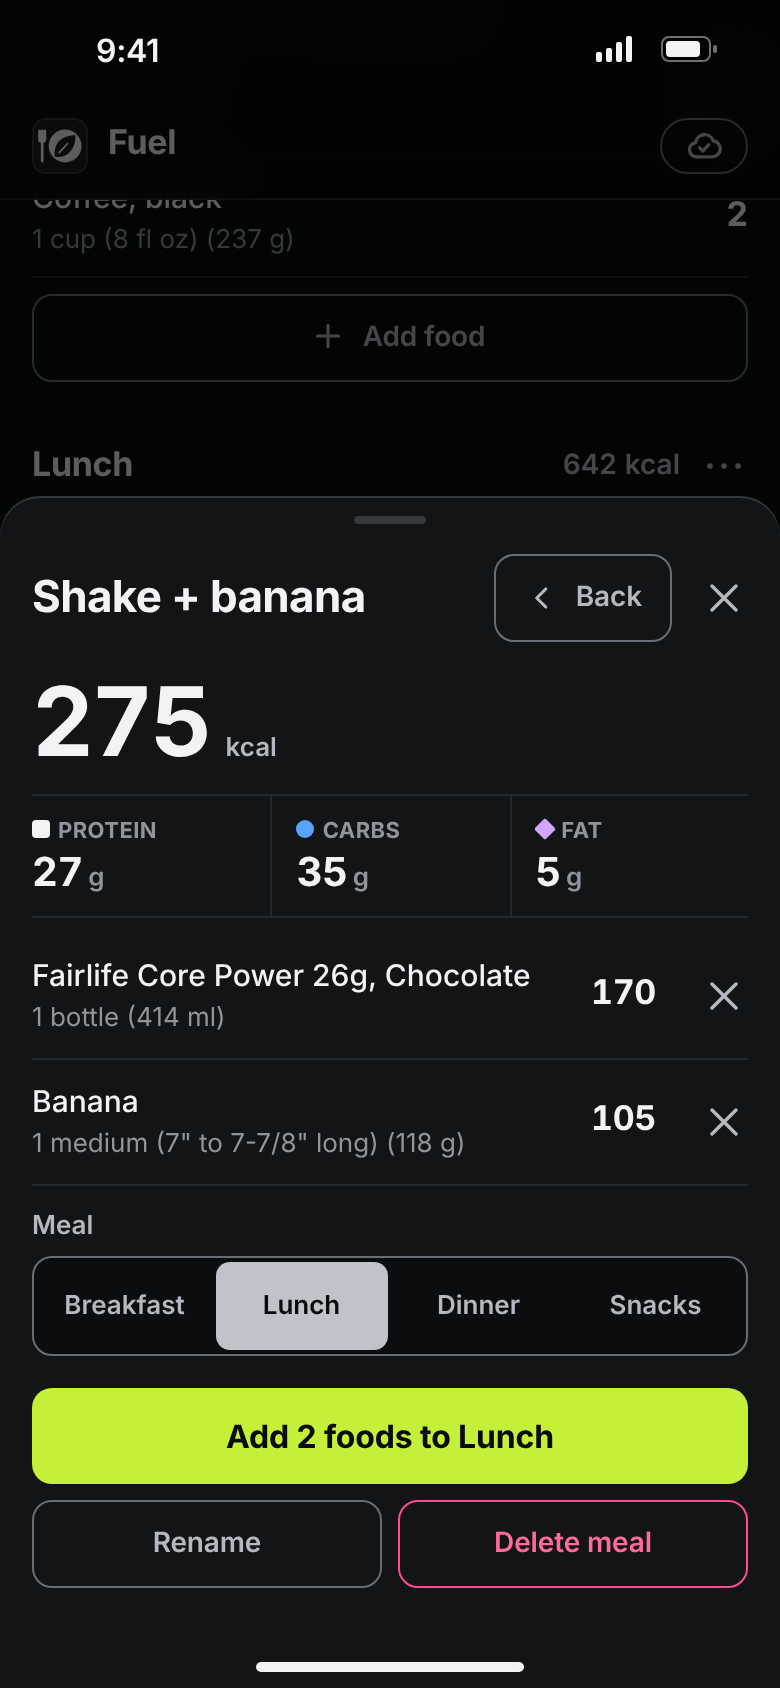 9:41
Fuel
Coffee, black
2
1 cup (8 fl oz) (237 g)
Add food
Lunch
642 kcal
Shake + banana
Back
275 kcal
PROTEIN
27 g
CARBS
35 g
FAT
5 g
Fairlife Core Power 26g, Chocolate
170
1 bottle (414 ml)
Banana
105
1 medium (7" to 7-7/8" long) (118 g)
Meal
Breakfast
Lunch
Dinner
Snacks
Add 2 foods to Lunch
Rename
Delete meal